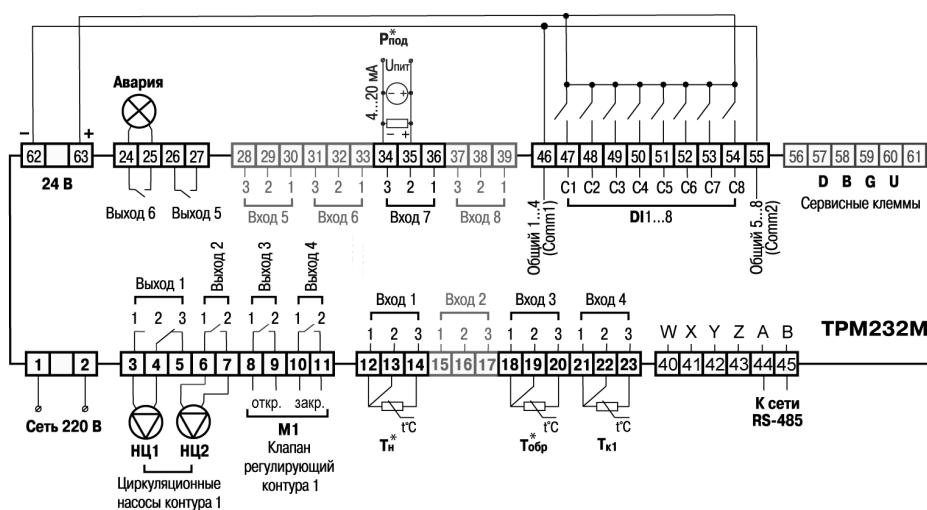 Pпод*
4...20 мА
Uпит
− +
− +
Авария
− +
62 63 24 25 26 27 28 29 30 31 32 33 34 35 36 37 38 39 46 47 48 49 50 51 52 53 54 55 56 57 58 59 60 61
24 В
Выход 6
Выход 5
3 2 1 3 2 1 3 2 1 3 2 1
Вход 5
Вход 6
Вход 7
Вход 8
C1 C2 C3 C4 C5 C6 C7 C8
DI1...8
Общий 1...4
(Comm1)
Общий 5...8
(Comm2)
D B G U
Сервисные клеммы
Выход 1
Выход 2
Выход 3
Выход 4
1 2 3 1 2 1 2 1 2
Вход 1
Вход 2
Вход 3
Вход 4
1 2 3 1 2 3 1 2 3 1 2 3
W X Y Z A B
ТРМ232М
1 2 3 4 5 6 7 8 9 10 11 12 13 14 15 16 17 18 19 20 21 22 23 40 41 42 43 44 45
Сеть 220 В
НЦ1
НЦ2
Циркуляционные
насосы контура 1
откр.
закр.
М1
Клапан
регулирующий
контура 1
t°C
Tн*
t°C
Tобр*
t°C
Tк1
К сети
RS-485